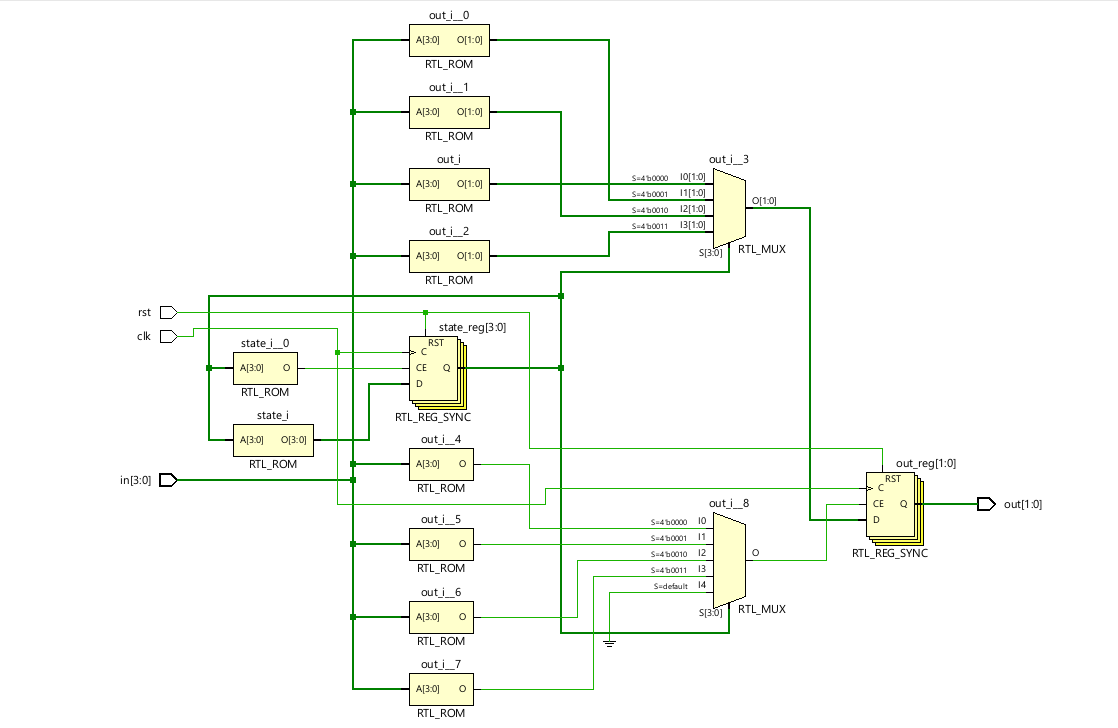 out_i__0
A[3:0] O[1:0]
RTL_ROM
out_i__1
A[3:0] O[1:0]
RTL_ROM
out_i
A[3:0] O[1:0]
RTL_ROM
out_i__2
A[3:0] O[1:0]
RTL_ROM
out_i__3
S=4'b0000 I0[1:0]
S=4'b0001 I1[1:0]
S=4'b0010 I2[1:0]
S=4'b0011 I3[1:0]
O[1:0]
S[3:0]
RTL_MUX
rst
clk
state_i__0
A[3:0] O
RTL_ROM
state_i
A[3:0] O[3:0]
RTL_ROM
state_reg[3:0]
RST
C
CE Q
D
RTL_REG_SYNC
in[3:0]
out_i__4
A[3:0] O
RTL_ROM
out_i__5
A[3:0] O
RTL_ROM
out_i__6
A[3:0] O
RTL_ROM
out_i__7
A[3:0] O
RTL_ROM
out_i__8
S=4'b0000 I0
S=4'b0001 I1
S=4'b0010 I2
S=4'b0011 I3
S=default I4
O
S[3:0]
RTL_MUX
out_reg[1:0]
RST
C
CE Q
D
RTL_REG_SYNC
out[1:0]